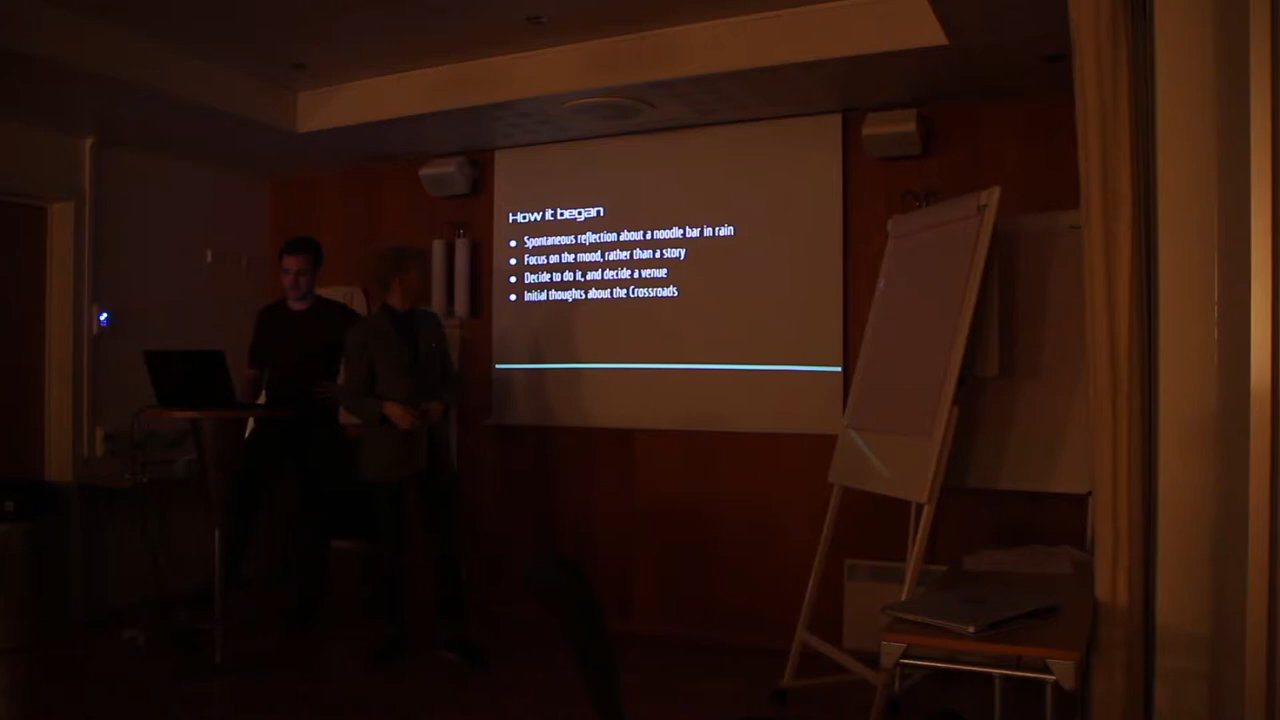 How it began
● Spontaneous reflection about a noodle bar in rain
● Focus on the mood, rather than a story
● Decide to do it, and decide a venue
● Initial thoughts about the Crossroads